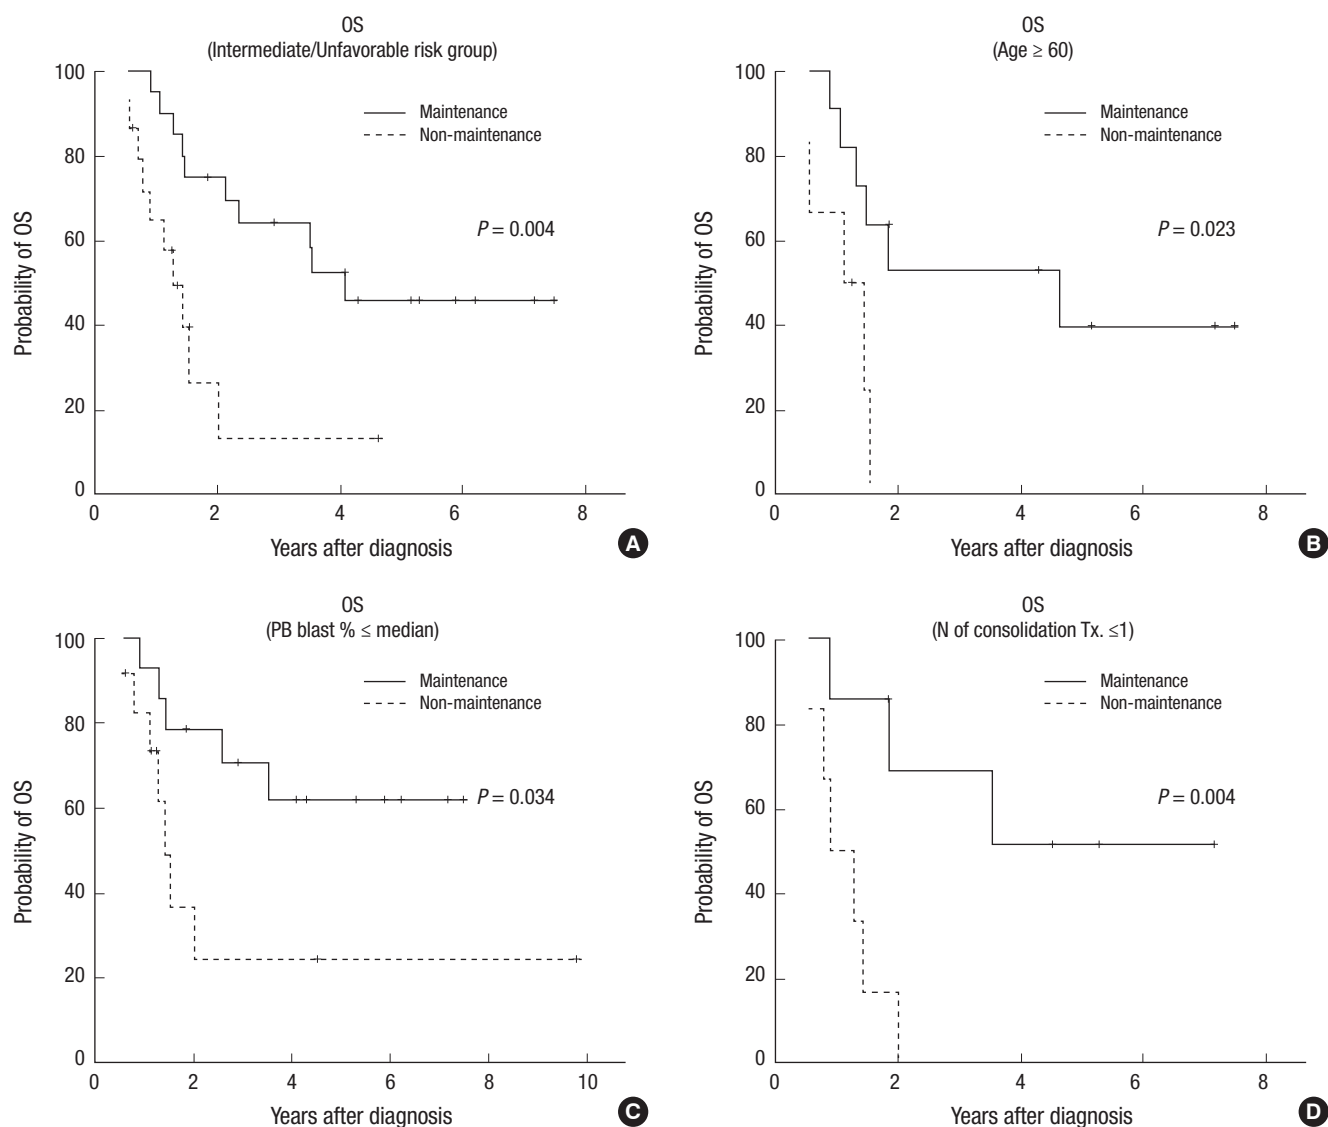 OS
(Intermediate/Unfavorable risk group)
100
80
60
40
20
0
Probability of OS
Maintenance
Non-maintenance
P = 0.004
0 2 4 6 8
Years after diagnosis
A
OS
(Age ≥ 60)
100
80
60
40
20
0
Probability of OS
Maintenance
Non-maintenance
P = 0.023
0 2 4 6 8
Years after diagnosis
B
OS
(PB blast % ≤ median)
100
80
60
40
20
0
Probability of OS
Maintenance
Non-maintenance
P = 0.034
0 2 4 6 8 10
Years after diagnosis
C
OS
(N of consolidation Tx. ≤1)
100
80
60
40
20
0
Probability of OS
Maintenance
Non-maintenance
P = 0.004
0 2 4 6 8
Years after diagnosis
D